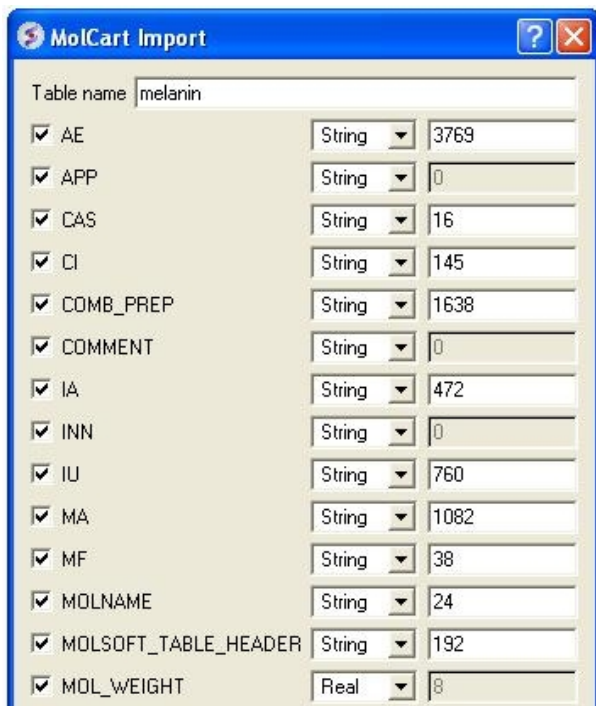 MolCart Import
Table name melanin
AE String 3769
APP String 0
CAS String 16
CI String 145
COMB_PREP String 1638
COMMENT String 0
IA String 472
INN String 0
IU String 760
MA String 1082
MF String 38
MOLNAME String 24
MOLSOFT_TABLE_HEADER String 192
MOL_WEIGHT Real 8